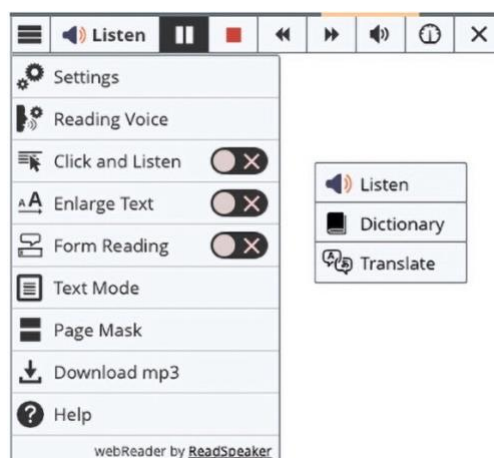 Listen
Settings
Reading Voice
Click and Listen
Enlarge Text
Form Reading
Text Mode
Page Mask
Download mp3
Help
webReader by ReadSpeaker
Listen
Dictionary
Translate